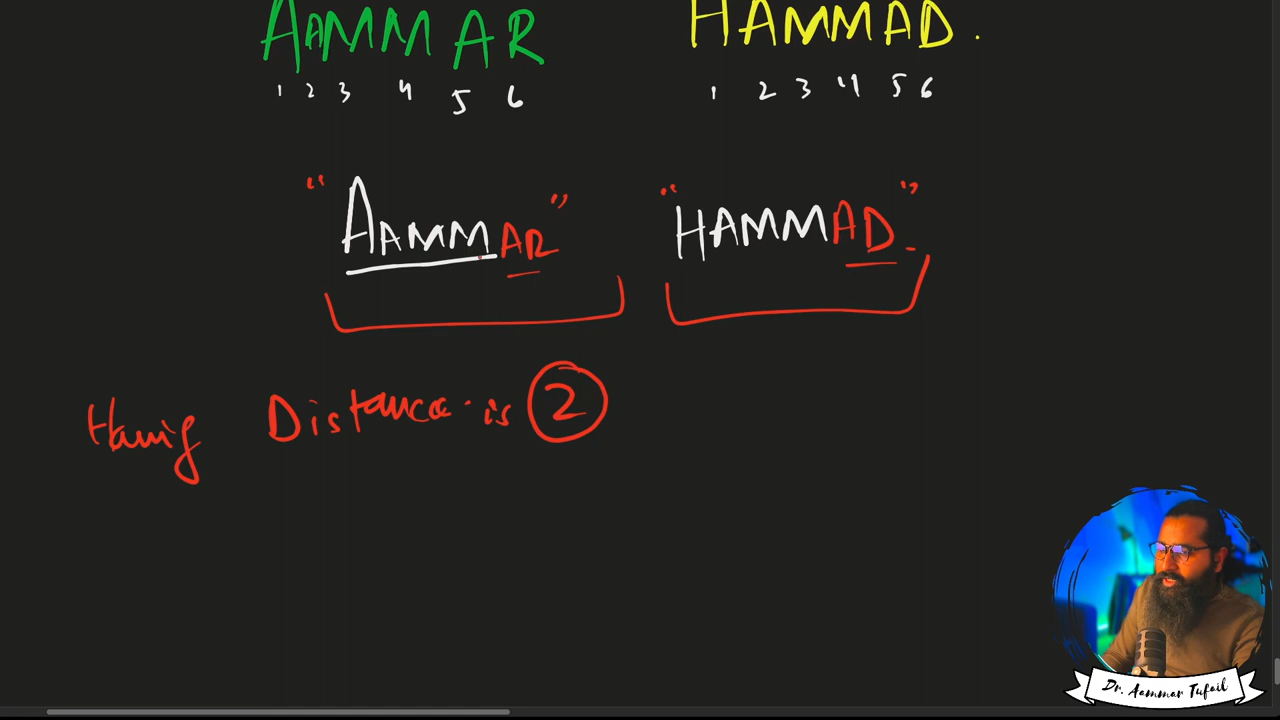 AAMMAR HAMMAD.
1 2 3 4 5 6 1 2 3 4 5 6
"AAMMAR" "HAMMAD"
Hamig Distance is 2
Dr. Aammar Tufail